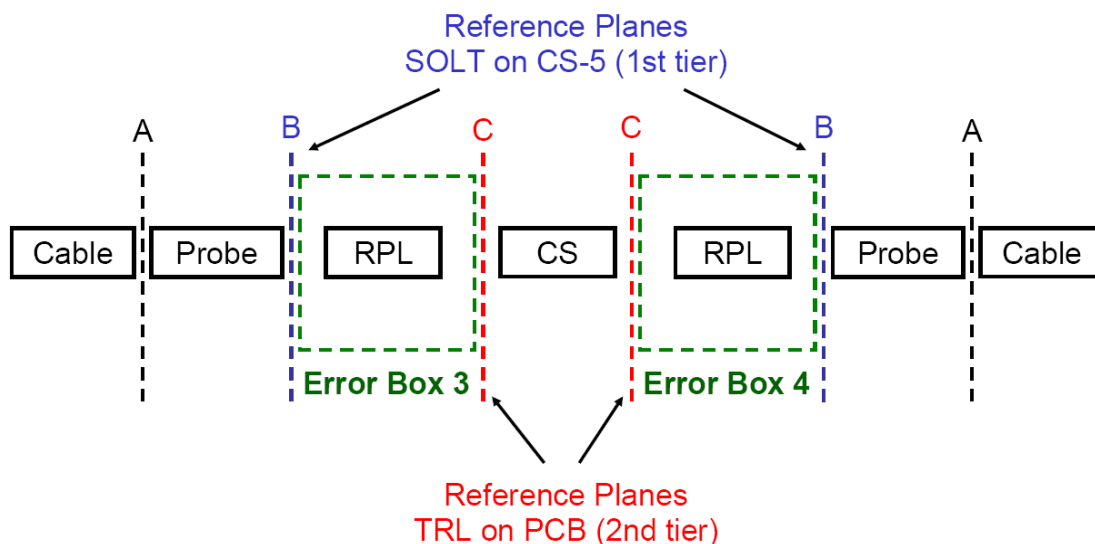 Reference Planes
SOLT on CS-5 (1st tier)
A
B
C
C
B
A
Cable
Probe
RPL
CS
RPL
Probe
Cable
Error Box 3
Error Box 4
Reference Planes
TRL on PCB (2nd tier)